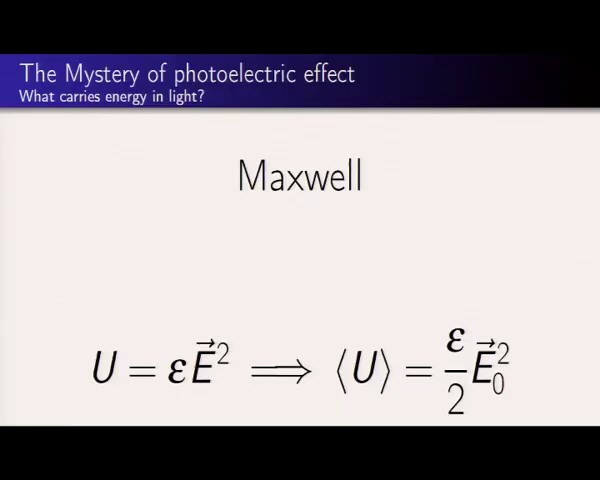 The Mystery of photoelectric effect
What carries energy in light?
Maxwell
U = εE⃗² ⟹ ⟨U⟩ = ε/2 E⃗₀²